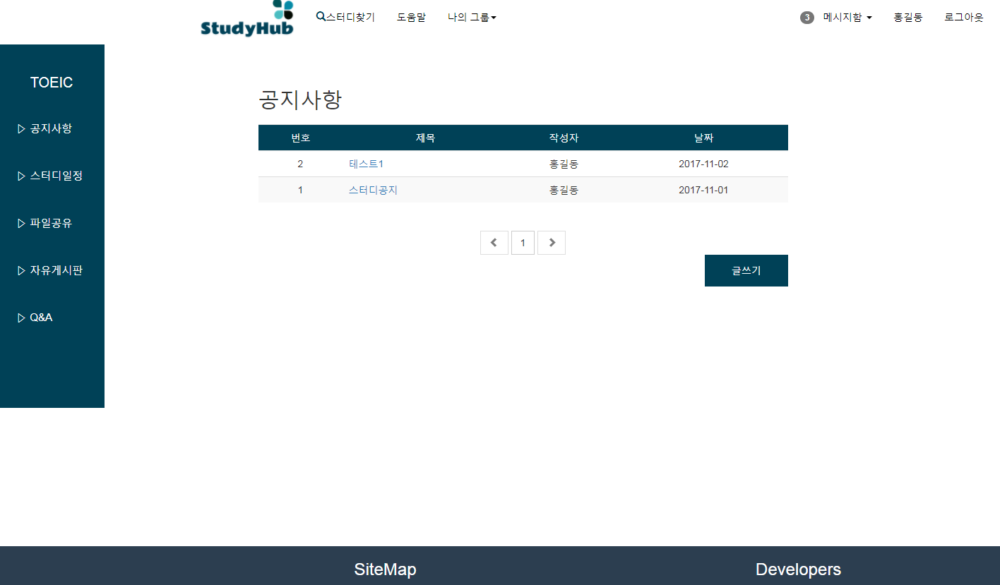 StudyHub 스터디찾기 도움말 나의 그룹 3 메시지함 홍길동 로그아웃
TOEIC
▷ 공지사항
▷ 스터디일정
▷ 파일공유
▷ 자유게시판
▷ Q&A
공지사항
번호 제목 작성자 날짜
2 테스트1 홍길동 2017-11-02
1 스터디공지 홍길동 2017-11-01
1
글쓰기
SiteMap Developers